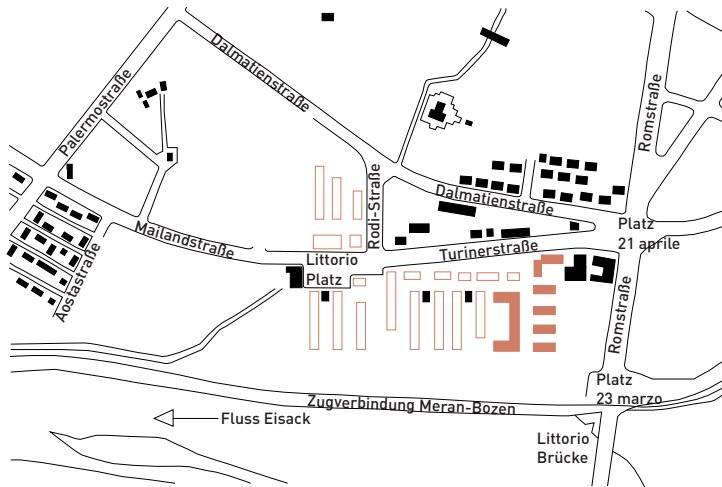 Dalmatienstraße
Palermostraße
Romstraße
Rodi-Straße
Dalmatienstraße
Mailandstraße
Platz
21 aprile
Turinerstraße
Littorio
Platz
Aostastraße
Romstraße
Platz
23 marzo
Zugverbindung Meran-Bozen
Fluss Eisack
Littorio
Brücke